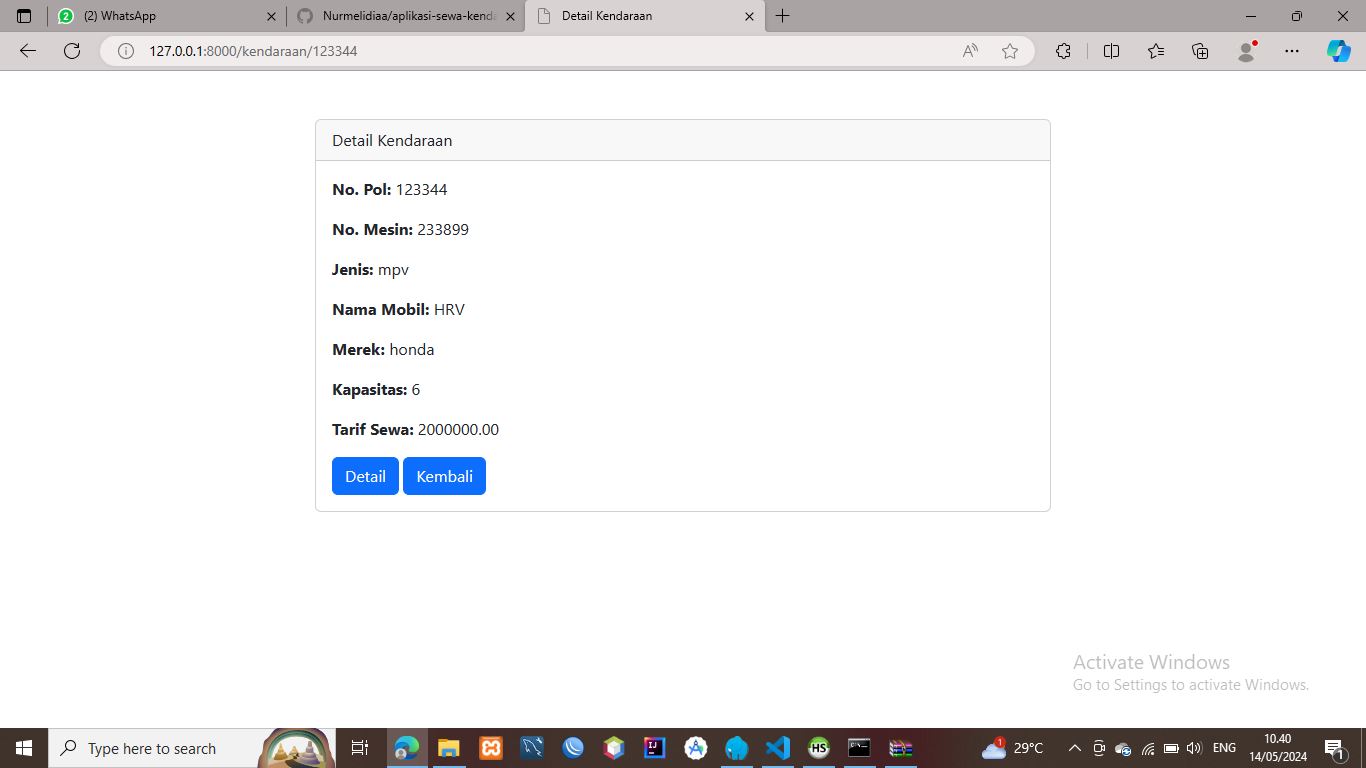 (2) WhatsApp
Nurmelidiaa/aplikasi-sewa-kenda
Detail Kendaraan
127.0.0.1:8000/kendaraan/123344
Detail Kendaraan
No. Pol: 123344
No. Mesin: 233899
Jenis: mpv
Nama Mobil: HRV
Merek: honda
Kapasitas: 6
Tarif Sewa: 2000000.00
Detail Kembali
Activate Windows
Go to Settings to activate Windows.
Type here to search
29°C
ENG
10.40
14/05/2024